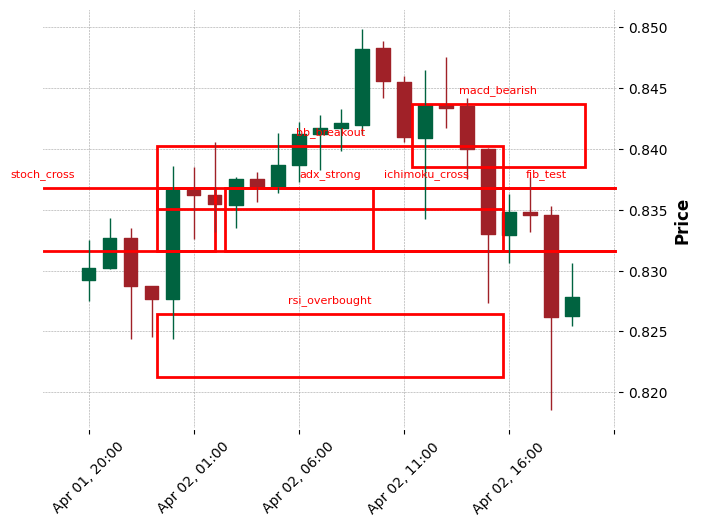 0.850
0.845
macd_bearish
bb_breakout
0.840
stoch_cross
adx_strong
ichimoku_cross
fib_test
0.835
Price
0.830
rsi_overbought
0.825
0.820
Apr 01, 20:00
Apr 02, 01:00
Apr 02, 06:00
Apr 02, 11:00
Apr 02, 16:00